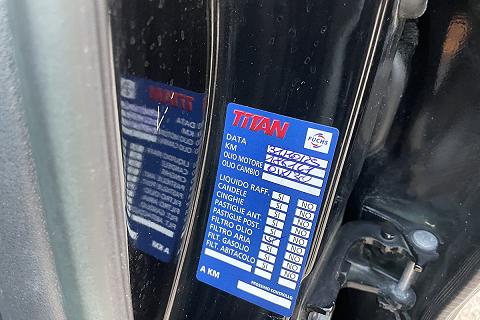 TITAN
FUCHS
DATA
KM
OLIO MOTORE
OLIO CAMBIO
LIQUIDO RAFF. SI NO
CANDELE SI NO
CINGHIE SI NO
PASTIGLIE ANT. SI NO
PASTIGLIE POST. SI NO
FILTRO OLIO SI NO
FILTRO ARIA SI NO
FILT. GASOLIO SI NO
FILT. ABITACOLO SI NO
A KM
PROSSIMO CONTROLLO